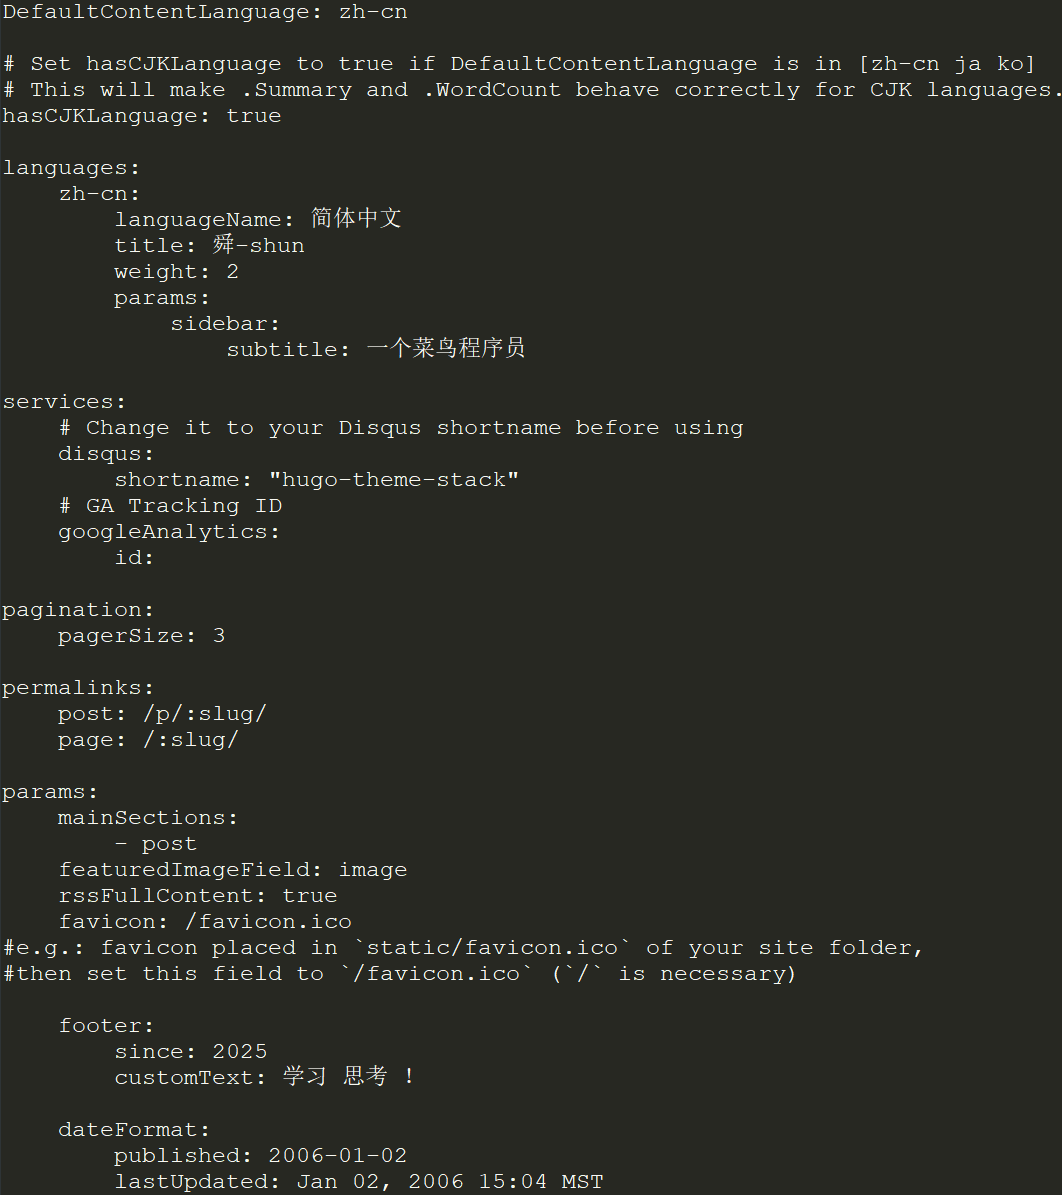 DefaultContentLanguage: zh-cn

# Set hasCJKLanguage to true if DefaultContentLanguage is in [zh-cn ja ko]
# This will make .Summary and .WordCount behave correctly for CJK languages.
hasCJKLanguage: true

languages:
    zh-cn:
        languageName: 简体中文
        title: 舜-shun
        weight: 2
        params:
            sidebar:
                subtitle: 一个菜鸟程序员

services:
    # Change it to your Disqus shortname before using
    disqus:
        shortname: "hugo-theme-stack"
    # GA Tracking ID
    googleAnalytics:
        id:

pagination:
    pagerSize: 3

permalinks:
    post: /p/:slug/
    page: /:slug/

params:
    mainSections:
        - post
    featuredImageField: image
    rssFullContent: true
    favicon: /favicon.ico
#e.g.: favicon placed in `static/favicon.ico` of your site folder,
#then set this field to `/favicon.ico` (`/` is necessary)

    footer:
        since: 2025
        customText: 学习 思考 ！

    dateFormat:
        published: 2006-01-02
        lastUpdated: Jan 02, 2006 15:04 MST